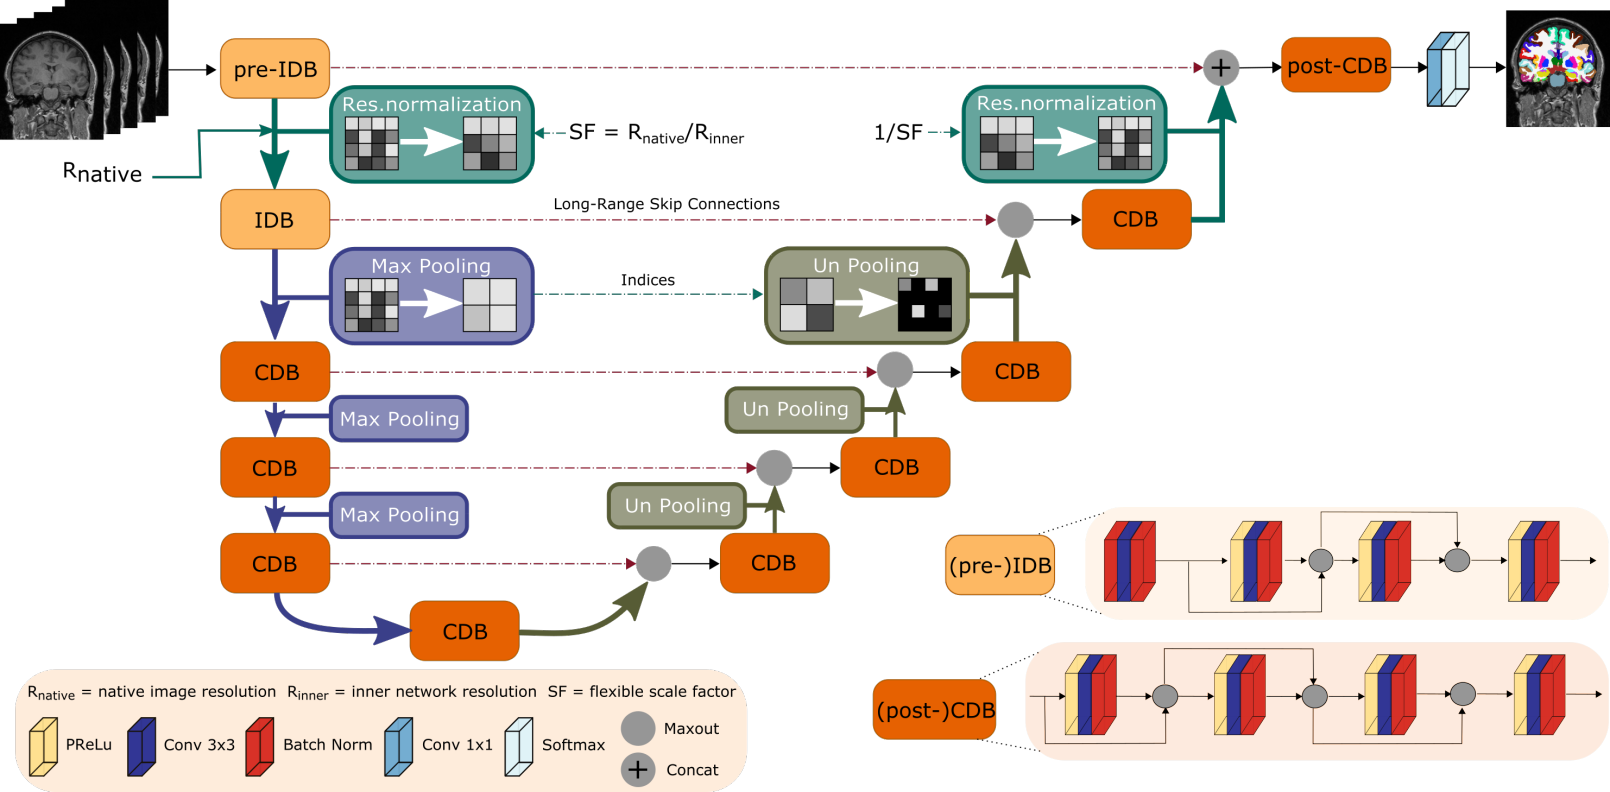 pre-IDB
post-CDB
Res.normalization
SF = Rnative/Rinner
1/SF
Res.normalization
Rnative
IDB
Long-Range Skip Connections
CDB
Max Pooling
Indices
Un Pooling
CDB
CDB
Max Pooling
Un Pooling
CDB
CDB
Max Pooling
Un Pooling
CDB
CDB
CDB
(pre-)IDB
(post-)CDB
Rnative = native image resolution Rinner = inner network resolution SF = flexible scale factor
PReLu
Conv 3x3
Batch Norm
Conv 1x1
Softmax
Maxout
Concat